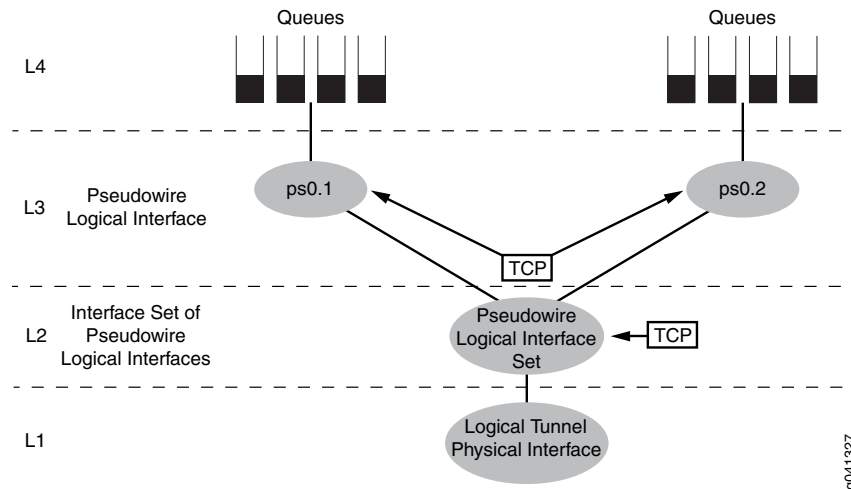 Queues
Queues
L4
L3
Pseudowire
Logical Interface
ps0.1
ps0.2
TCP
L2
Interface Set of
Pseudowire
Logical Interfaces
Pseudowire
Logical Interface
Set
TCP
L1
Logical Tunnel
Physical Interface
g041327